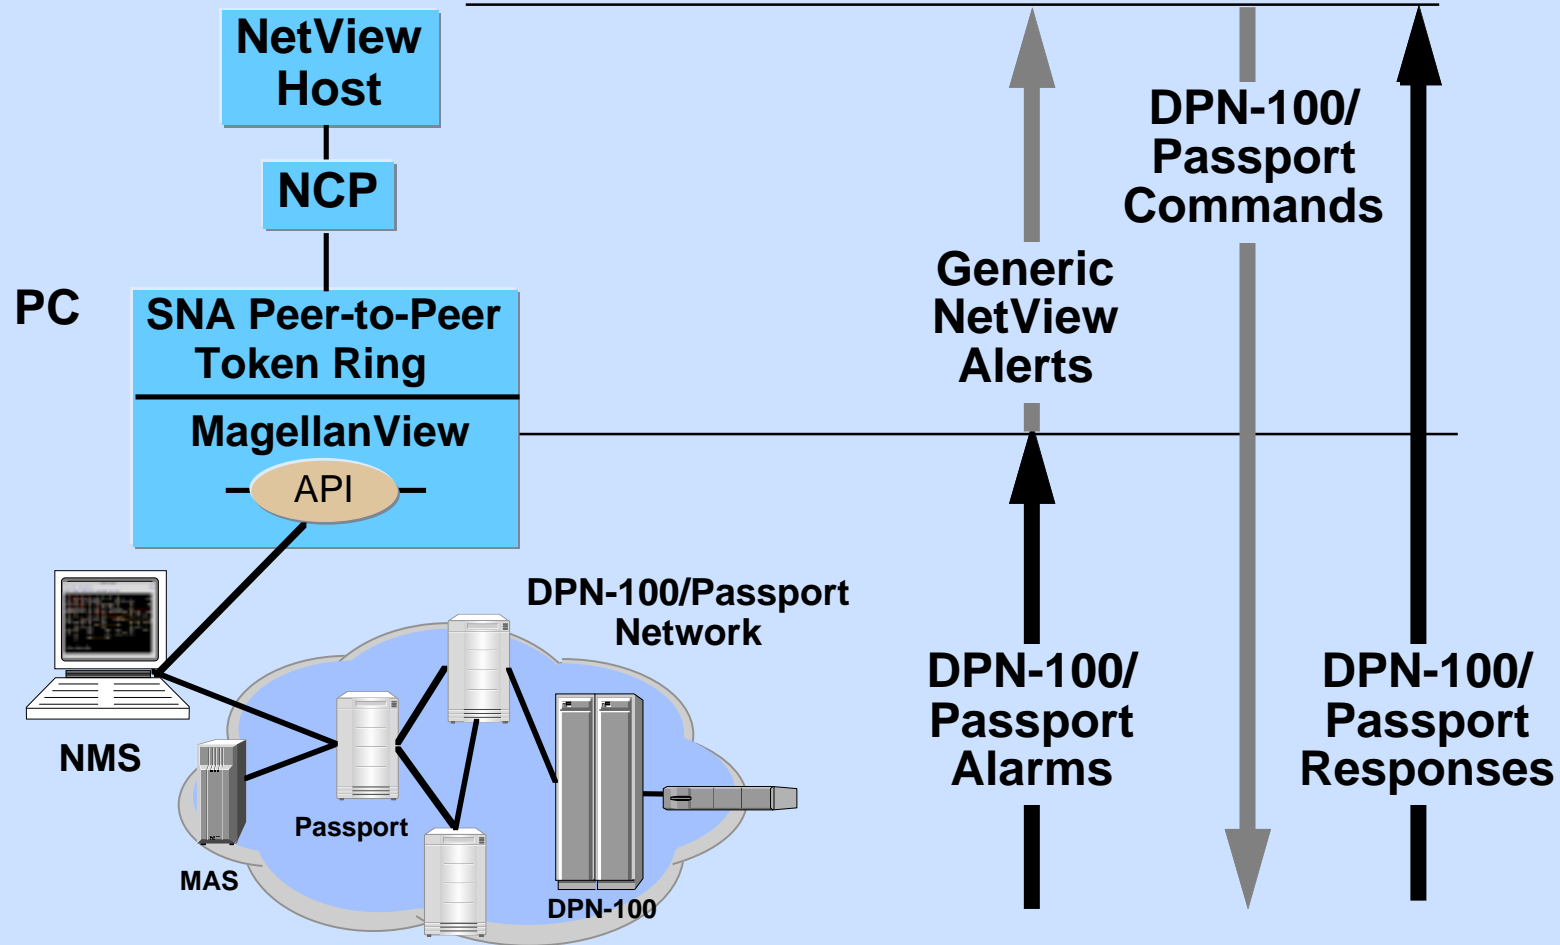 NetView
Host
NCP
PC
SNA Peer-to-Peer
Token Ring
MagellanView
API
NMS
DPN-100/Passport
Network
MAS
Passport
DPN-100
Generic
NetView
Alerts
DPN-100/
Passport
Commands
DPN-100/
Passport
Alarms
DPN-100/
Passport
Responses